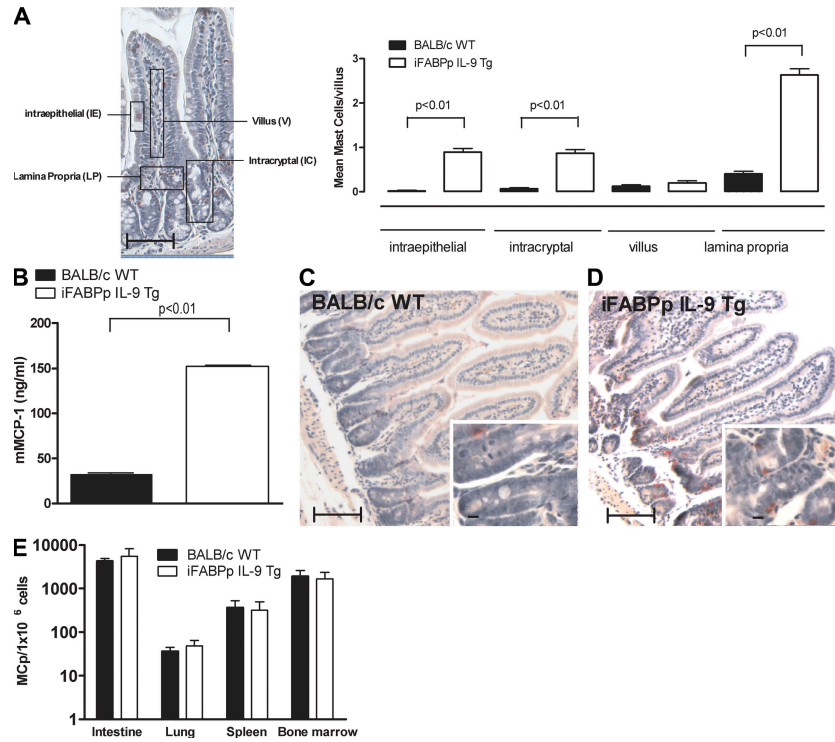 A
intraepithelial (IE)
Villus (V)
Intracryptal (IC)
Lamina Propria (LP)
BALB/c WT
iFABPp IL-9 Tg
Mean Mast Cells/villus
3
2
1
0
p<0.01
p<0.01
p<0.01
intraepithelial
intracryptal
villus
lamina propria
B
BALB/c WT
iFABPp IL-9 Tg
p<0.01
mMCP-1 (ng/ml)
200
150
100
50
0
C
BALB/c WT
D
iFABPp IL-9 Tg
E
BALB/c WT
iFABPp IL-9 Tg
MCp/1x10 6 cells
10000
1000
100
10
1
Intestine
Lung
Spleen
Bone marrow